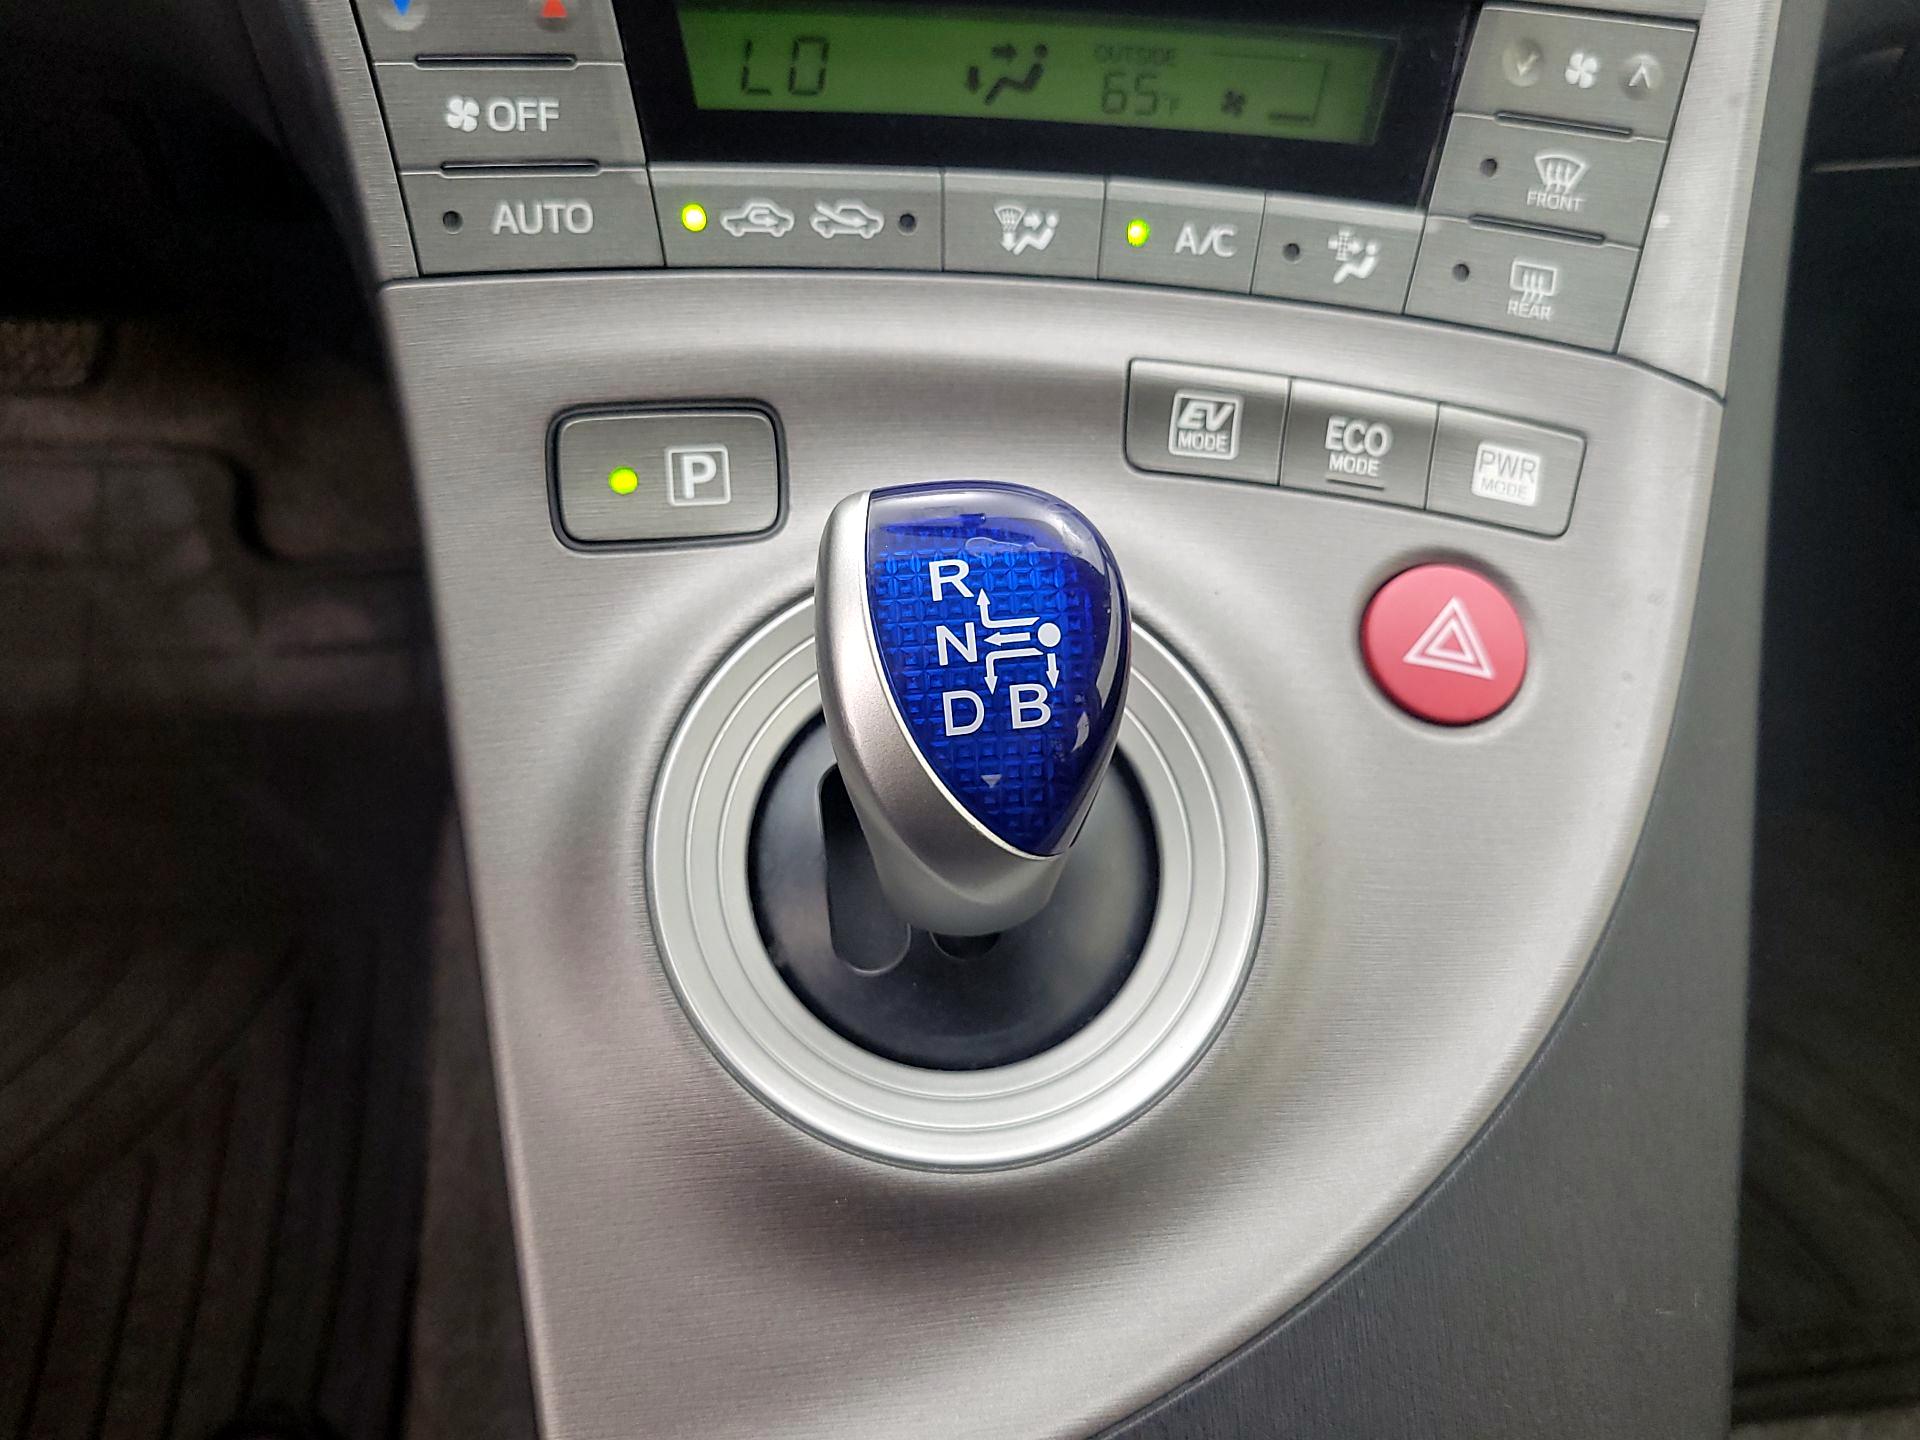 LO
OUTSIDE
65°F
OFF
FRONT
AUTO
A/C
REAR
P
EV
MODE
ECO
MODE
PWR
MODE
R
N
D B